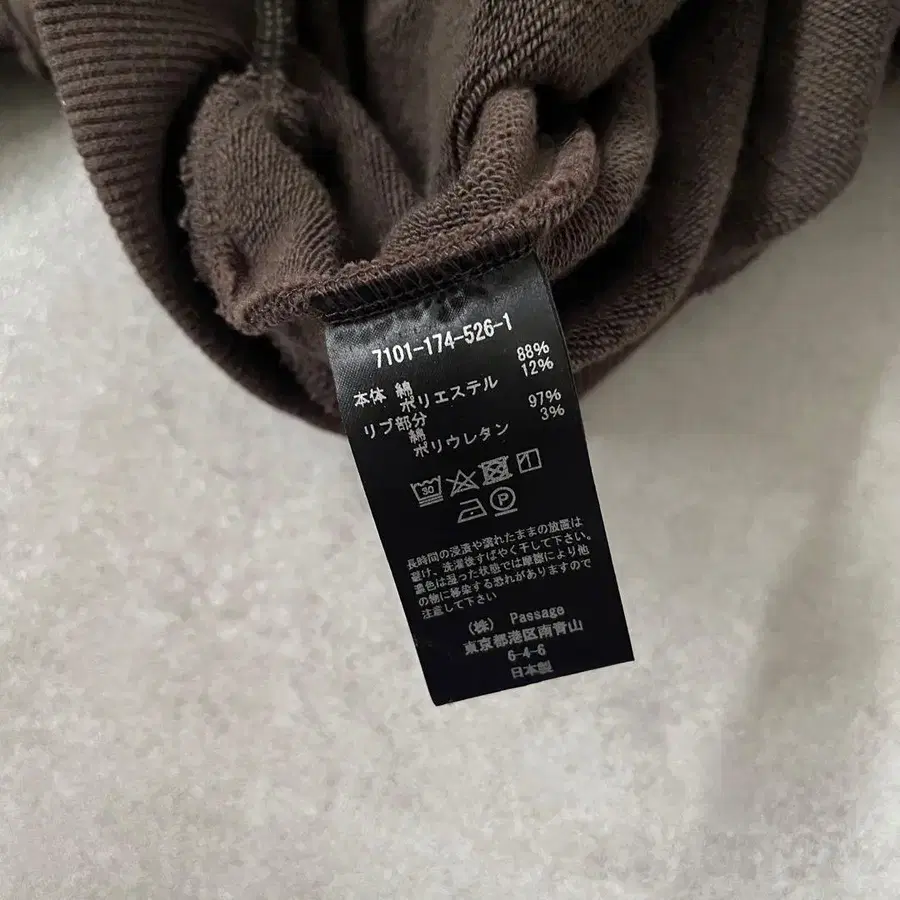 7101-174-526-1
本体 綿 88%
ポリエステル 12%
リブ部分
綿 97%
ポリウレタン 3%
30
P
長時間の浸漬や濡れたままの放置は
避け、洗濯後すばやく干して下さい。
濃色は湿った状態では摩擦により他
の物に移染する恐れがありますので
注意して下さい
(株) Passage
東京都港区南青山
6-4-6
日本製